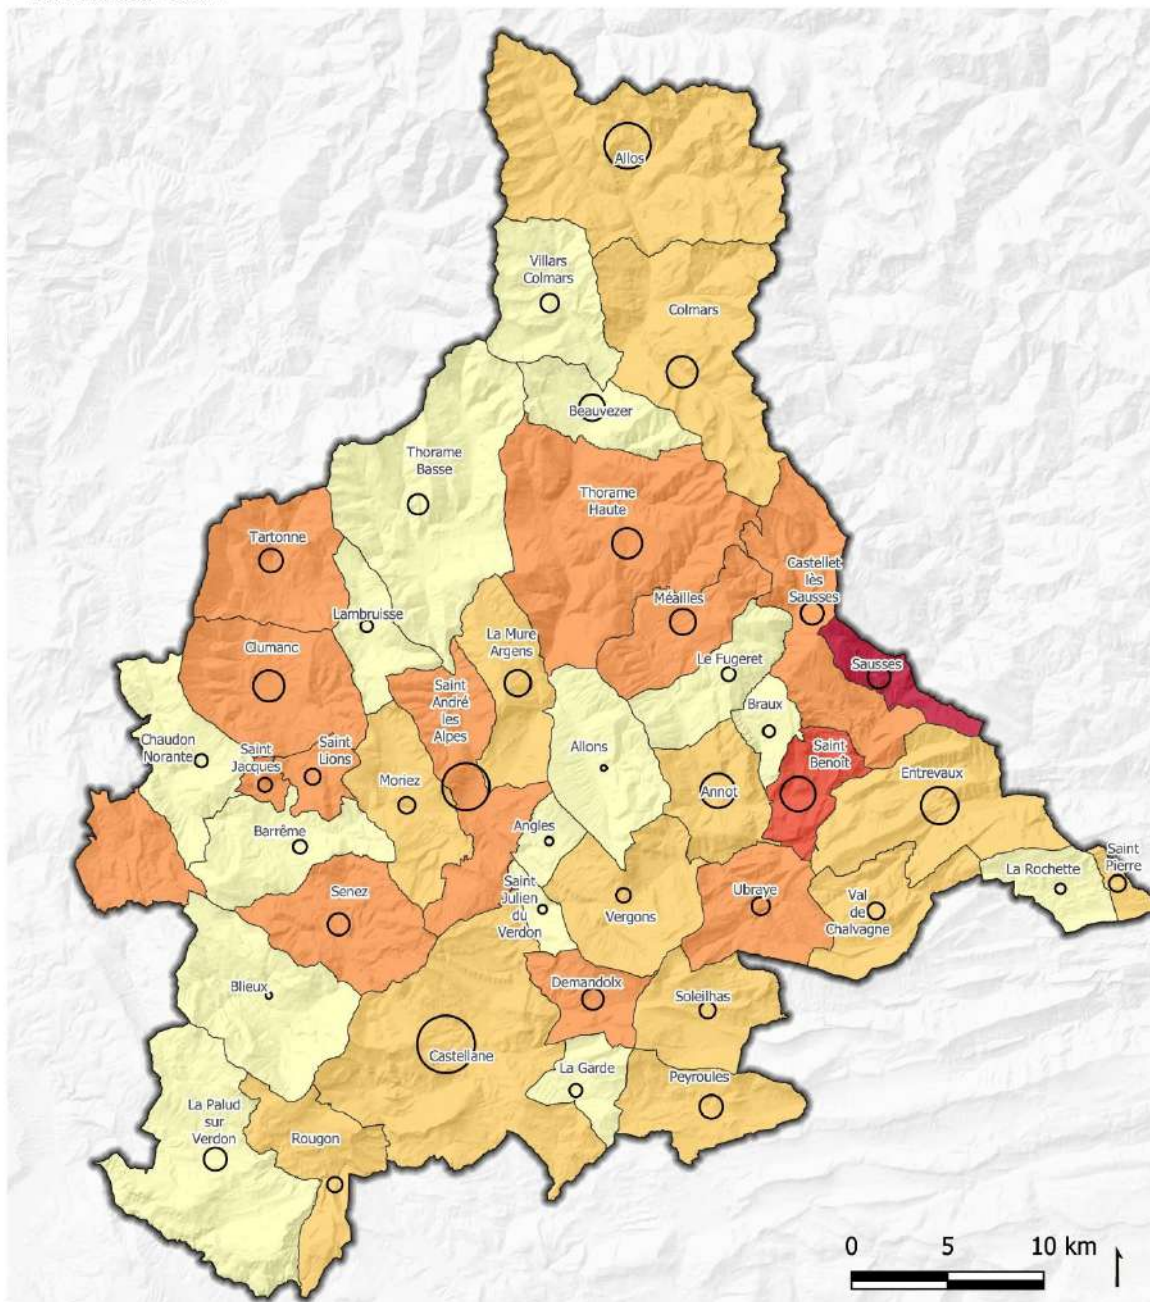 Allos
Villars
Colmars
Colmars
Beauvezer
Thorame
Basse
Thorame
Haute
Tartonne
Castellet
lès
Sausses
Méailles
Lambruisse
La Mure
Argens
Clumanc
Le Fugeret
Sausses
Saint
André
les
Alpes
Braux
Chaudon
Norante
Saint
Jacques
Saint
Lions
Allons
Saint
Benoît
Moriez
Annot
Entrevaux
Barrême
Angles
Saint
Pierre
La Rochette
Senez
Saint
Julien
du
Verdon
Vergons
Ubraye
Val
de
Chalvagne
Blieux
Demandolx
Soleilhas
Castellane
La Garde
Peyroules
La Palud
sur
Verdon
Rougon
0 5 10 km